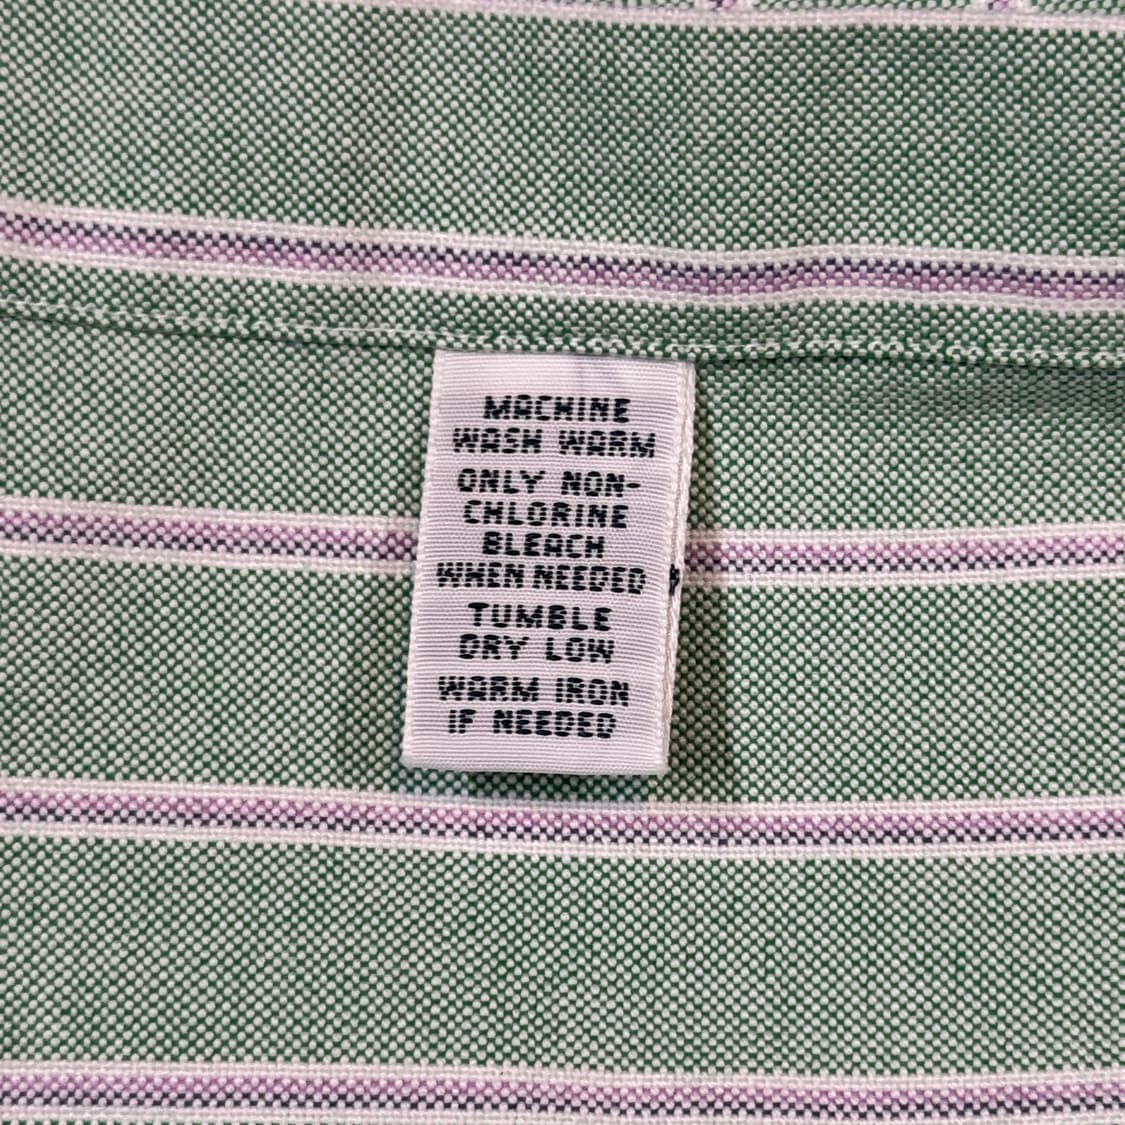 MACHINE
WASH WARM
ONLY NON-
CHLORINE
BLEACH
WHEN NEEDED
TUMBLE
DRY LOW
WARM IRON
IF NEEDED